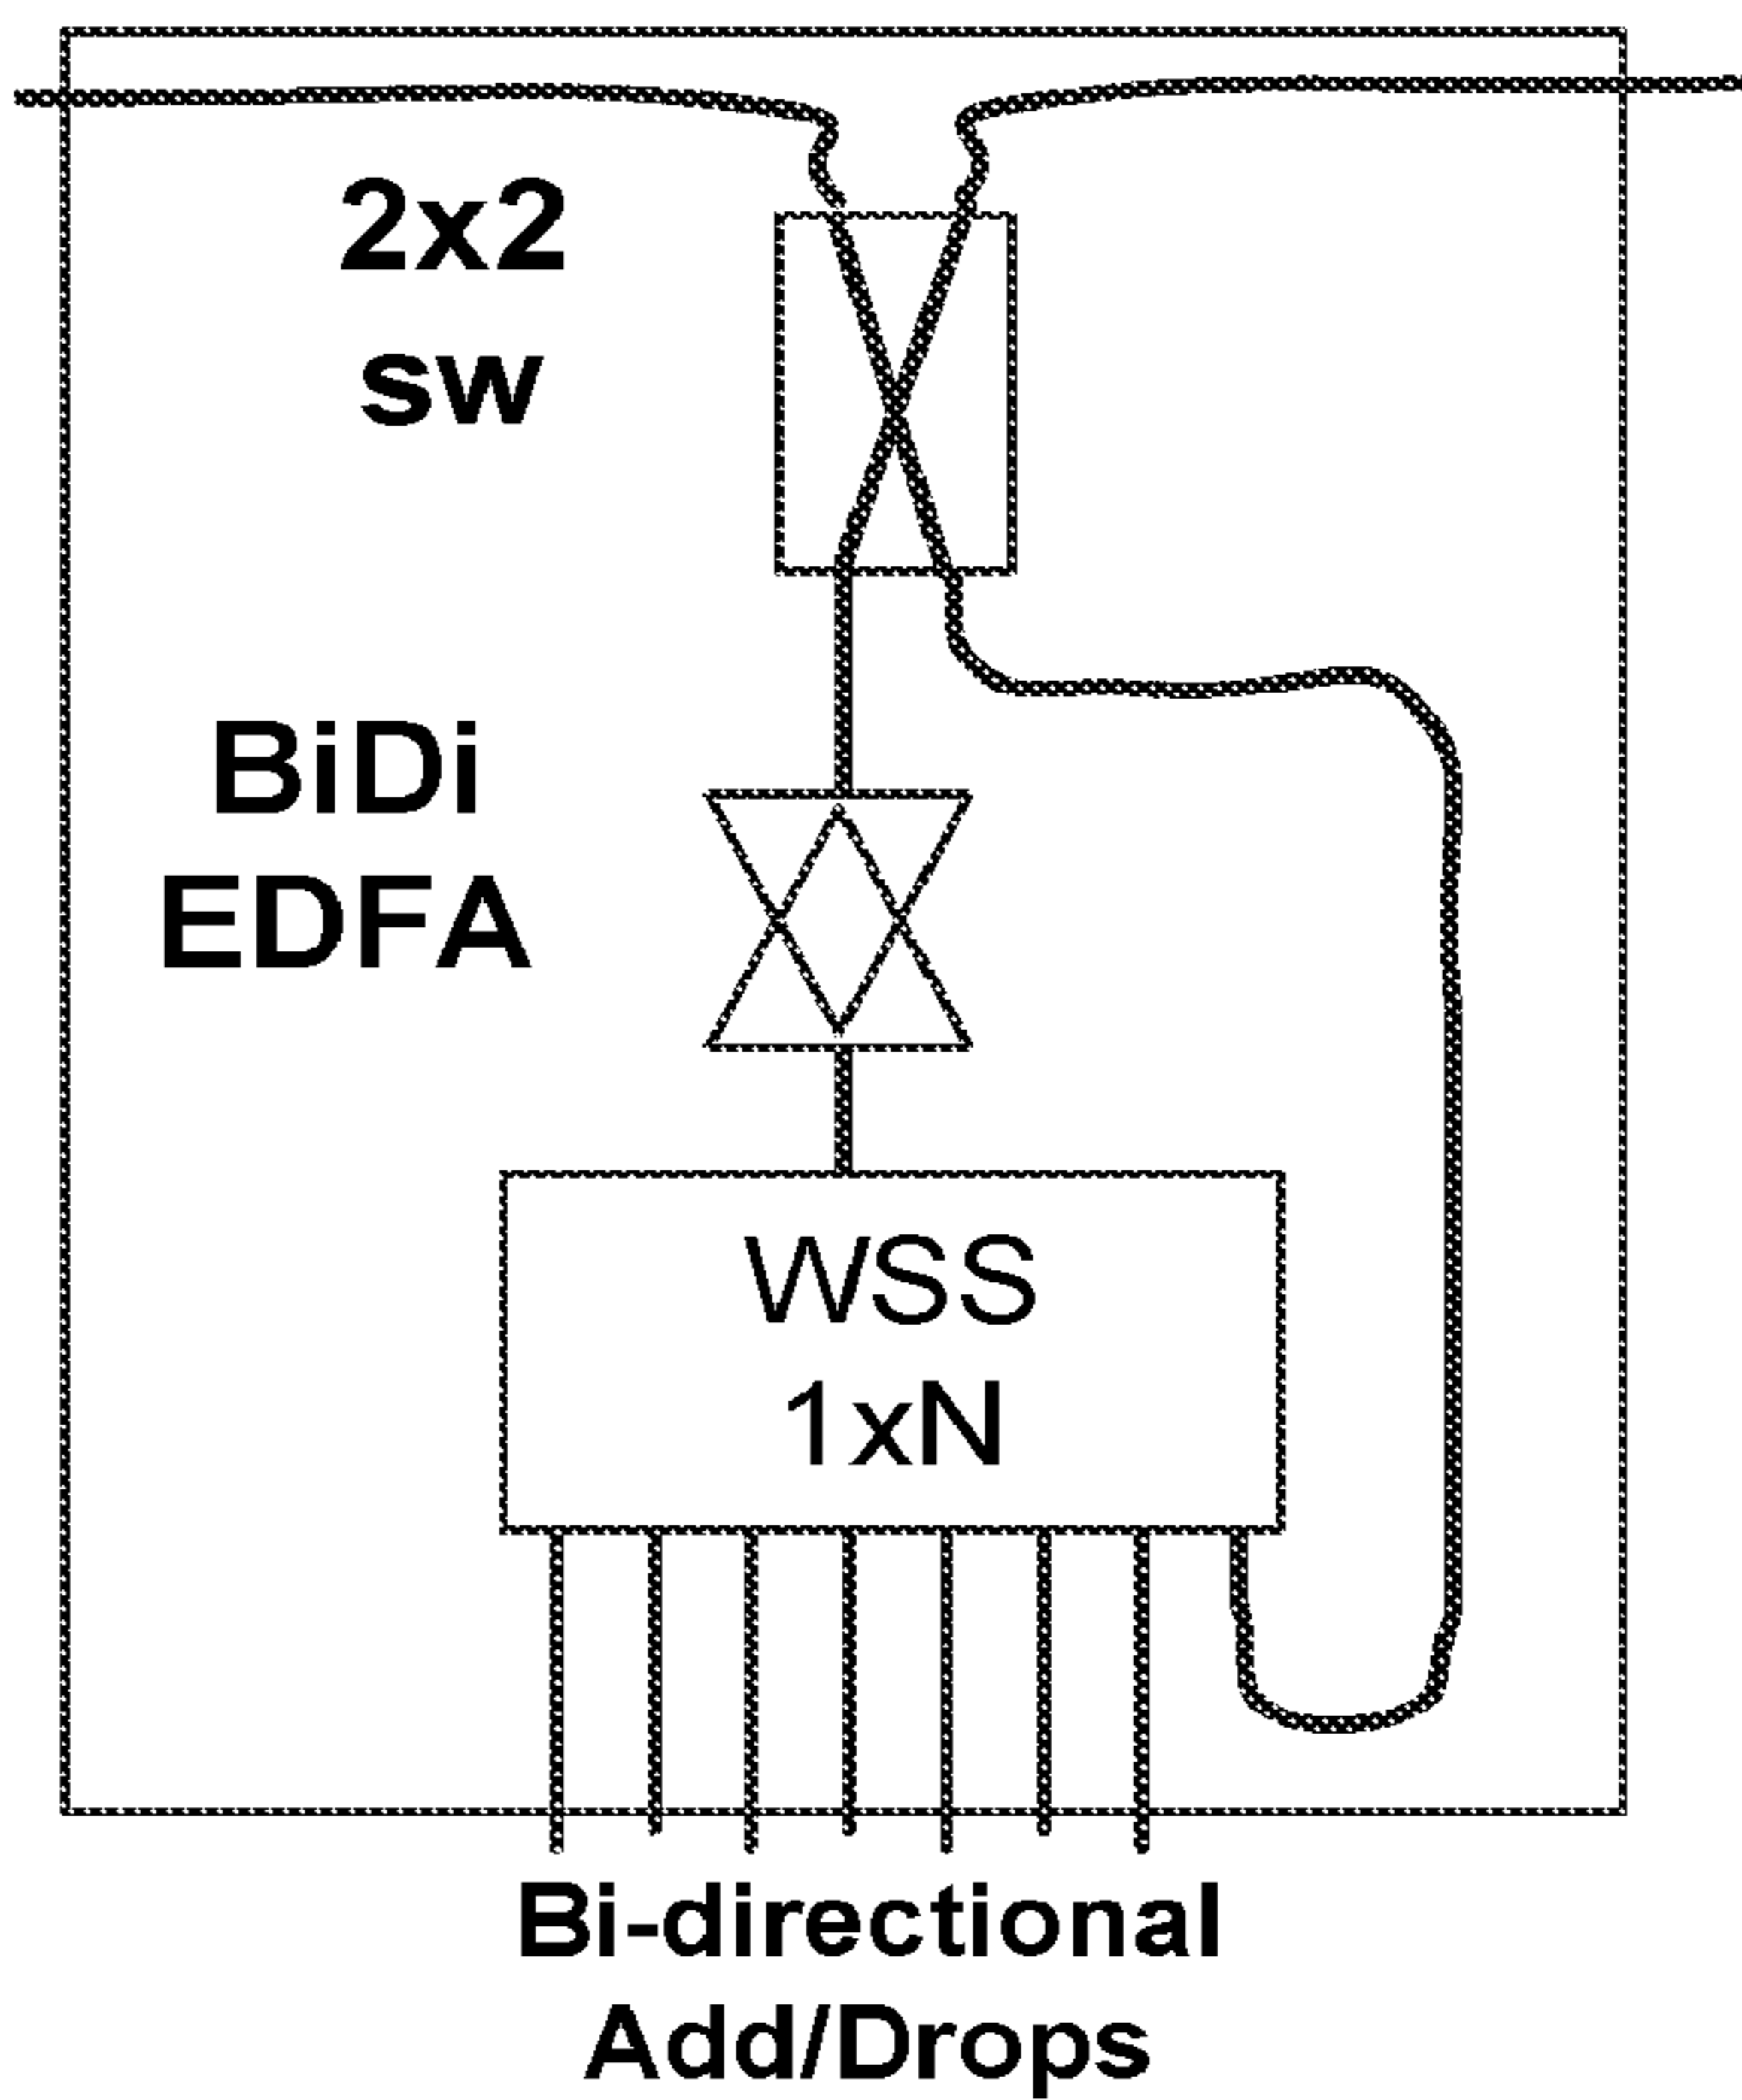 2x2
sw
BiDi
EDFA
WSS
1xN
Bi-directional
Add/Drops